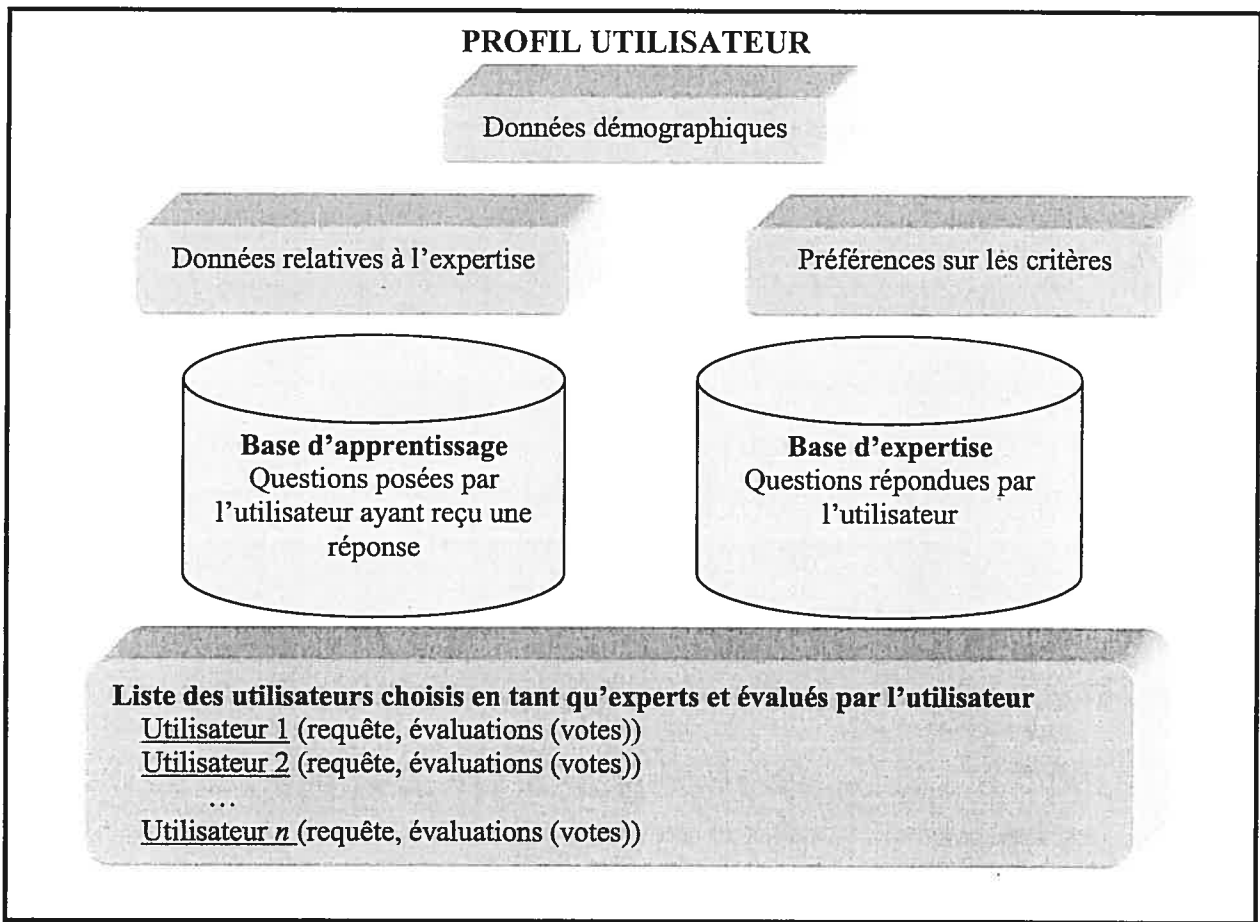 PROFIL UTILISATEUR
Données démographiques
Données relatives à l'expertise
Préférences sur les critères
Base d'apprentissage
Questions posées par
l'utilisateur ayant reçu une
réponse
Base d'expertise
Questions répondues par
l'utilisateur
Liste des utilisateurs choisis en tant qu'experts et évalués par l'utilisateur
Utilisateur 1 (requête, évaluations (votes))
Utilisateur 2 (requête, évaluations (votes))
...
Utilisateur n (requête, évaluations (votes))